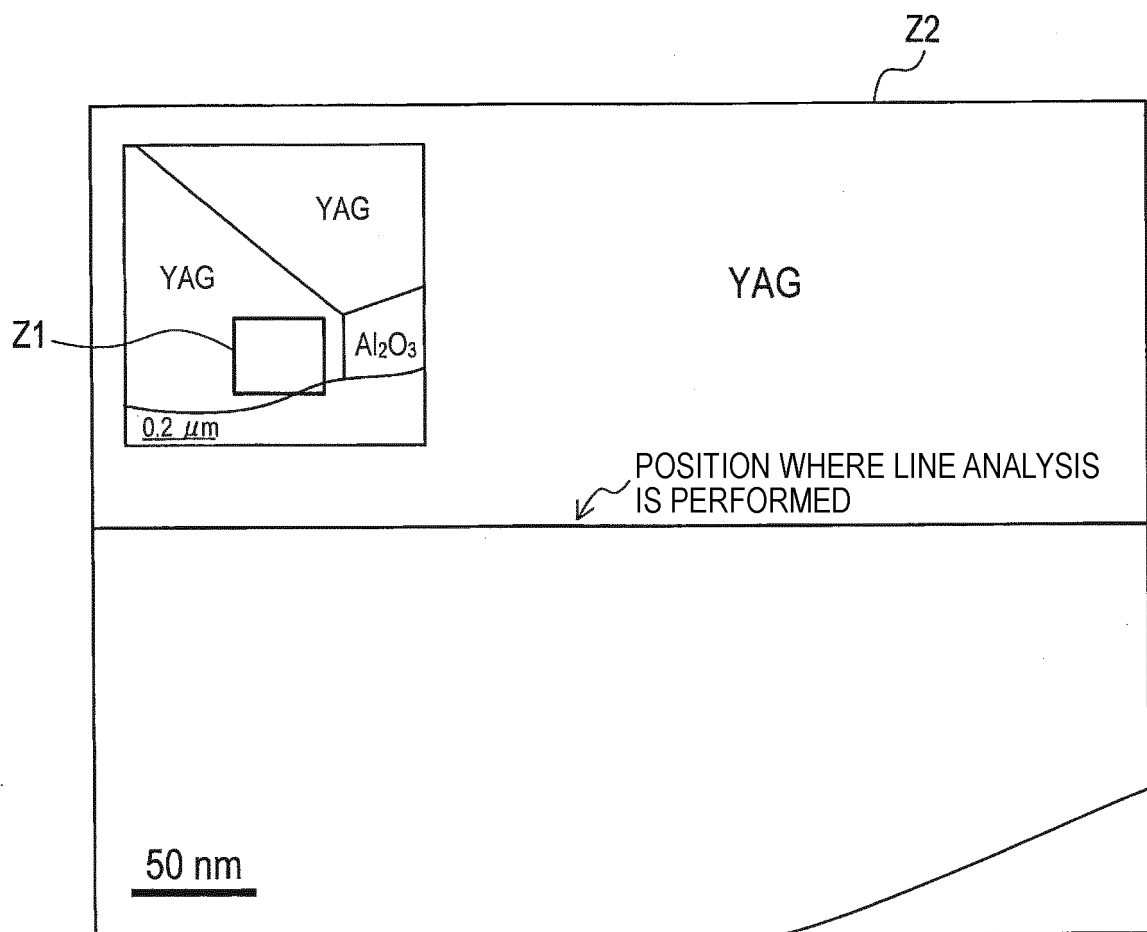 Z2
YAG
YAG
YAG
Z1
Al₂O₃
0.2 μm
POSITION WHERE LINE ANALYSIS
IS PERFORMED
50 nm